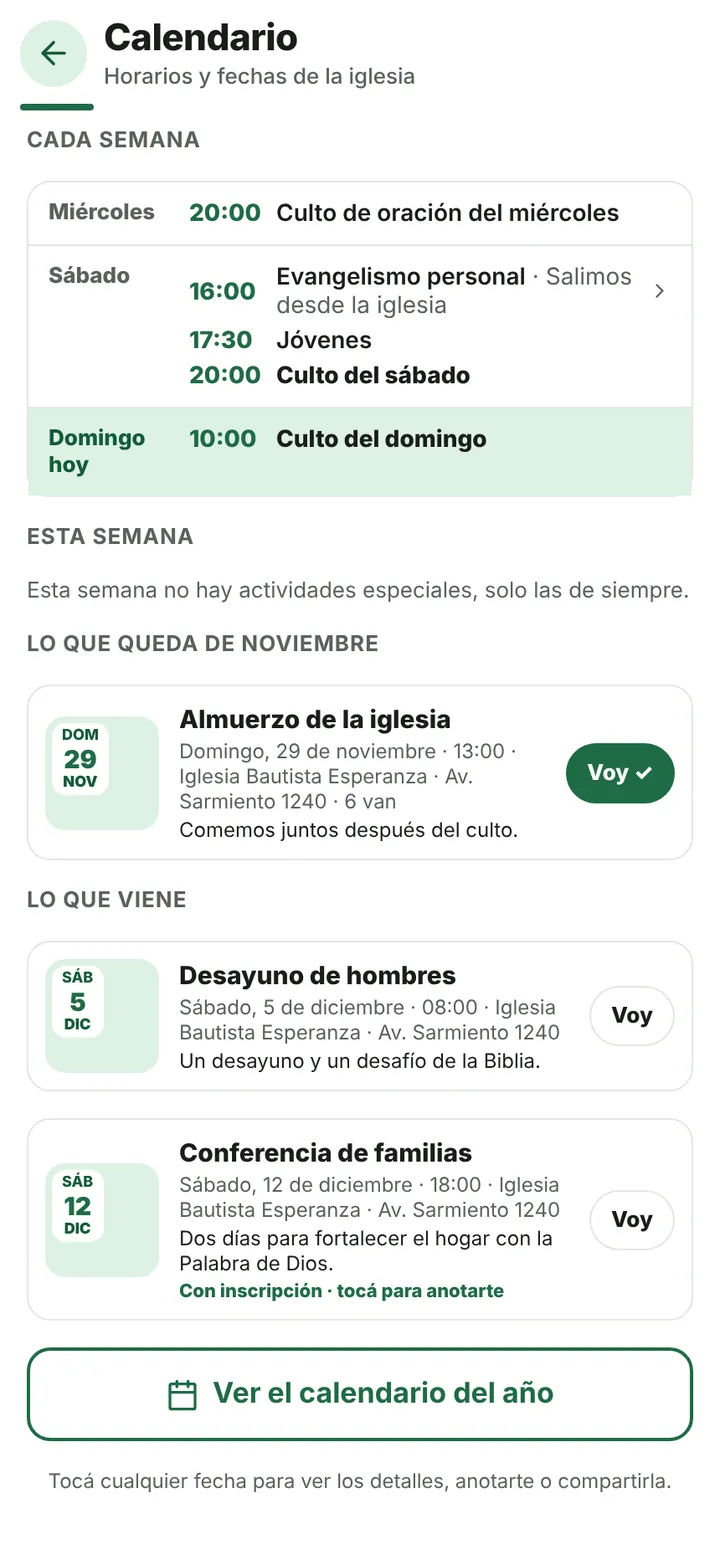 Calendario
Horarios y fechas de la iglesia
CADA SEMANA
Miércoles 20:00 Culto de oración del miércoles
Sábado 16:00 Evangelismo personal · Salimos
desde la iglesia
17:30 Jóvenes
20:00 Culto del sábado
Domingo 10:00 Culto del domingo
hoy
ESTA SEMANA
Esta semana no hay actividades especiales, solo las de siempre.
LO QUE QUEDA DE NOVIEMBRE
DOM
29
NOV
Almuerzo de la iglesia
Domingo, 29 de noviembre · 13:00 ·
Iglesia Bautista Esperanza · Av.
Sarmiento 1240 · 6 van
Comemos juntos después del culto.
Voy ✓
LO QUE VIENE
SÁB
5
DIC
Desayuno de hombres
Sábado, 5 de diciembre · 08:00 · Iglesia
Bautista Esperanza · Av. Sarmiento 1240
Un desayuno y un desafío de la Biblia.
Voy
SÁB
12
DIC
Conferencia de familias
Sábado, 12 de diciembre · 18:00 · Iglesia
Bautista Esperanza · Av. Sarmiento 1240
Dos días para fortalecer el hogar con la
Palabra de Dios.
Con inscripción · tocá para anotarte
Voy
Ver el calendario del año
Tocá cualquier fecha para ver los detalles, anotarte o compartirla.